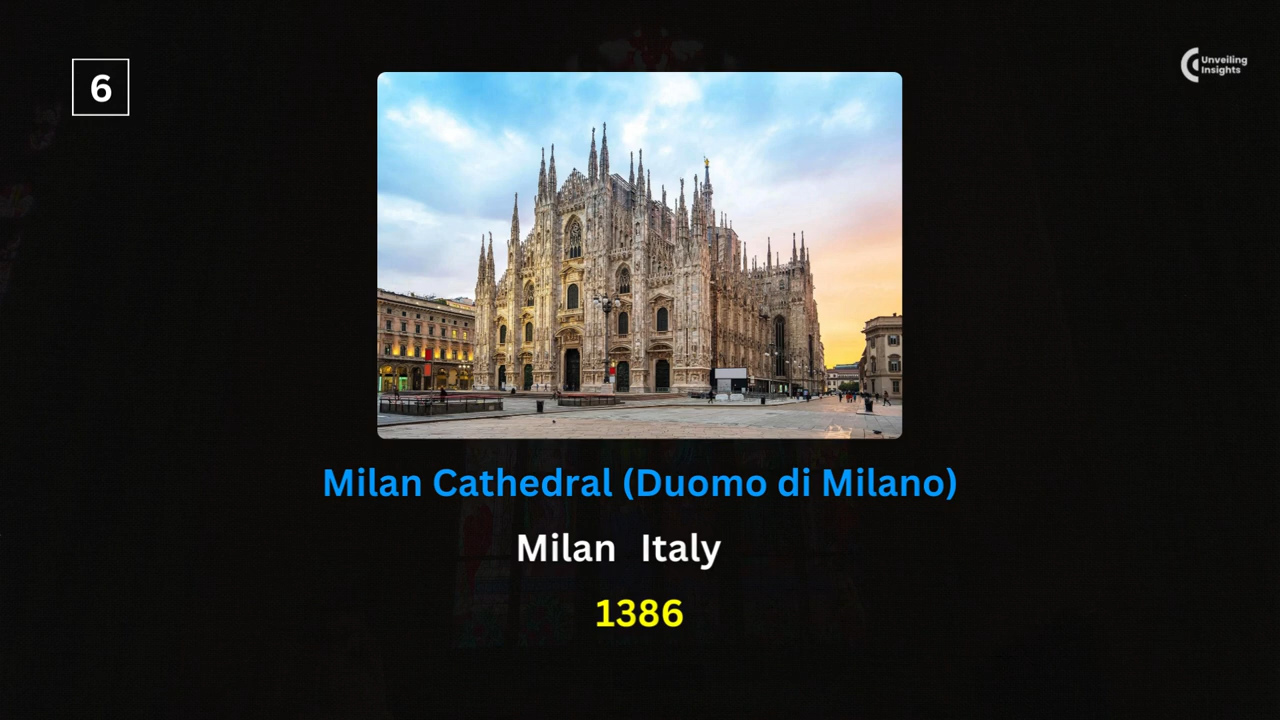 6
Unveiling
Insights
Milan Cathedral (Duomo di Milano)
Milan Italy
1386